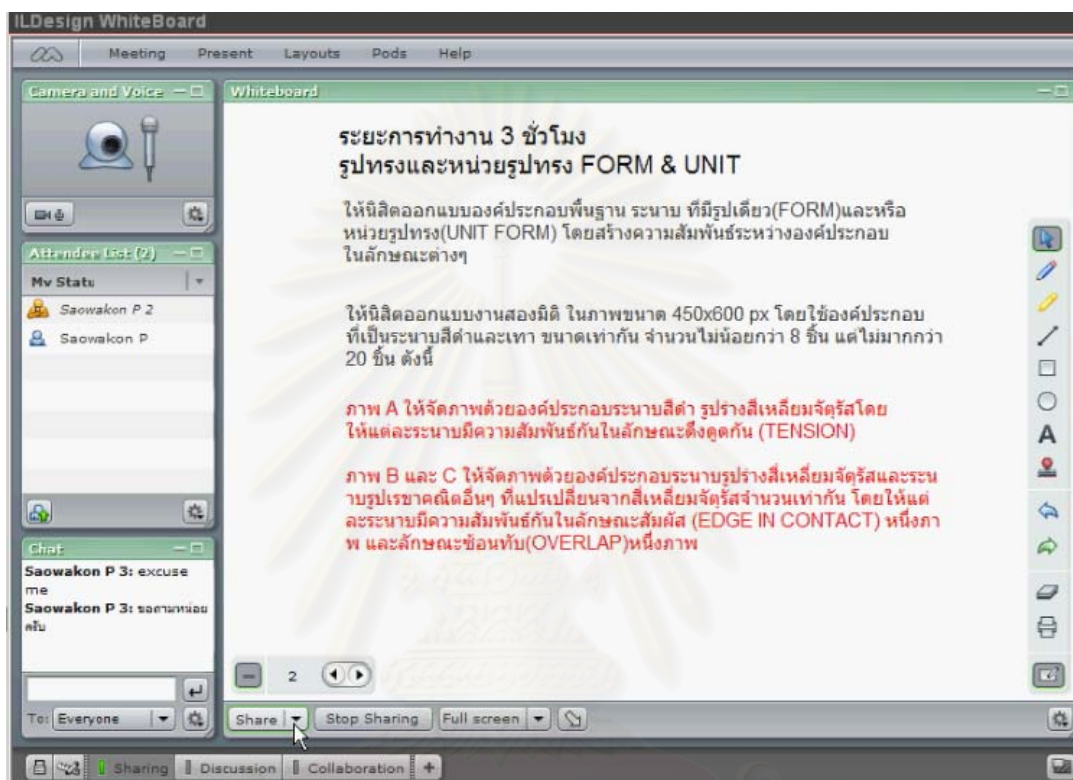 ILDesign WhiteBoard
Meeting Present Layouts Pods Help
Camera and Voice
Whiteboard
ระยะการทำงาน 3 ชั่วโมง
รูปทรงและหน่วยรูปทรง FORM & UNIT
ให้นิสิตออกแบบองค์ประกอบพื้นฐาน ระนาบ ที่มีรูปเดียว(FORM)และหรือ
หน่วยรูปทรง(UNIT FORM) โดยสร้างความสัมพันธ์ระหว่างองค์ประกอบ
ในลักษณะต่างๆ
ให้นิสิตออกแบบงานสองมิติ ในภาพขนาด 450x600 px โดยใช้องค์ประกอบ
ที่เป็นระนาบสีดำและเทา ขนาดเท่ากัน จำนวนไม่น้อยกว่า 8 ชิ้น แต่ไม่มากกว่า
20 ชิ้น ดังนี้
ภาพ A ให้จัดภาพด้วยองค์ประกอบระนาบสีดำ รูปร่างสี่เหลี่ยมจัตุรัสโดย
ให้แต่ละระนาบมีความสัมพันธ์กันในลักษณะดึงดูดกัน (TENSION)
ภาพ B และ C ให้จัดภาพด้วยองค์ประกอบระนาบรูปร่างสี่เหลี่ยมจัตุรัสและระน
าบรูปเรขาคณิตอื่นๆ ที่แปรเปลี่ยนจากสี่เหลี่ยมจัตุรัสจำนวนเท่ากัน โดยให้แต่
ละระนาบมีความสัมพันธ์กันในลักษณะสัมผัส (EDGE IN CONTACT) หนึ่งภา
พ และลักษณะซ้อนทับ(OVERLAP)หนึ่งภาพ
Attendee List (2)
My Statu
Saowakon P 2
Saowakon P
Chat
Saowakon P 3: excuse
me
Saowakon P 3: ขอถามหน่อย
ครับ
To: Everyone
A
2
Share Stop Sharing Full screen
Sharing Discussion Collaboration +